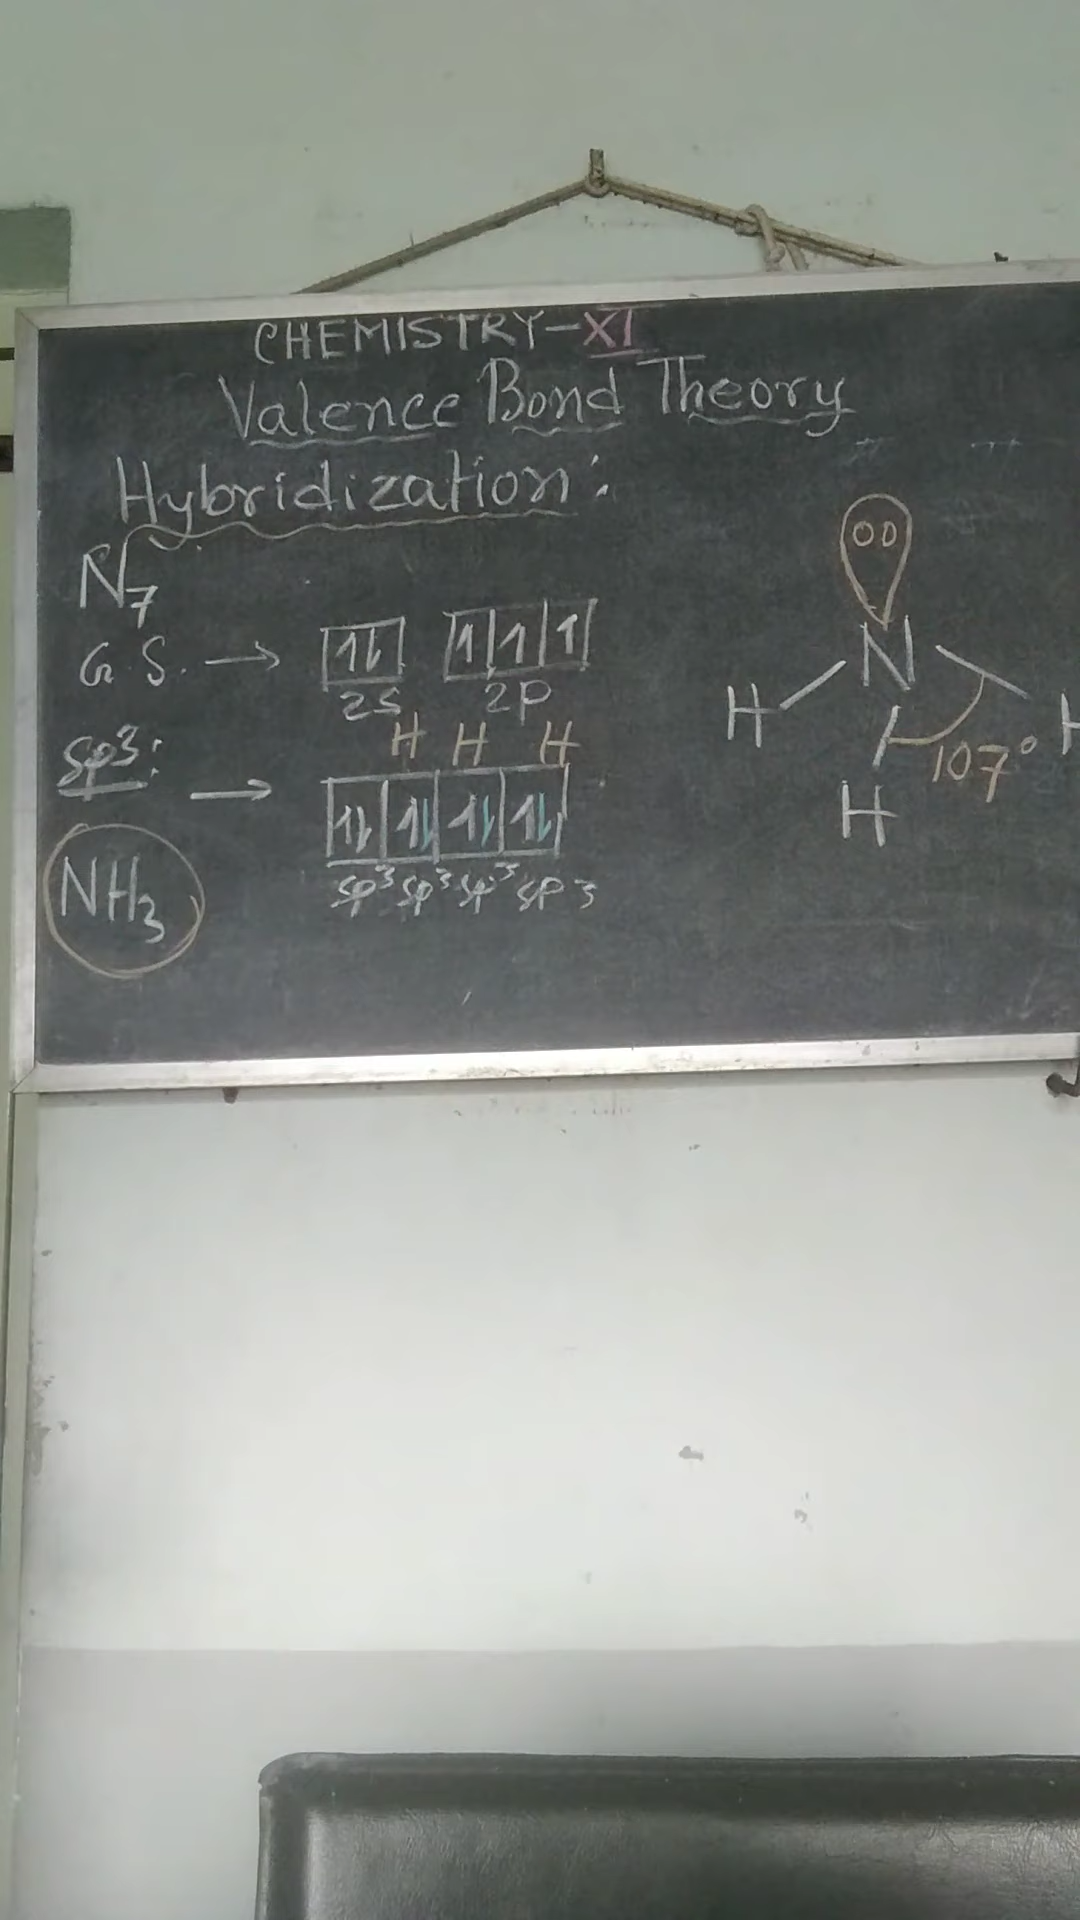 CHEMISTRY-XI
Valence Bond Theory
Hybridization:
N7
G.S. → 1⇂ 1 1 1
2s 2p
H H H
sp3: → 1⇂ 1⇂ 1⇂ 1⇂
sp3 sp3 sp3 sp3
NH3
N
H H
107°
H